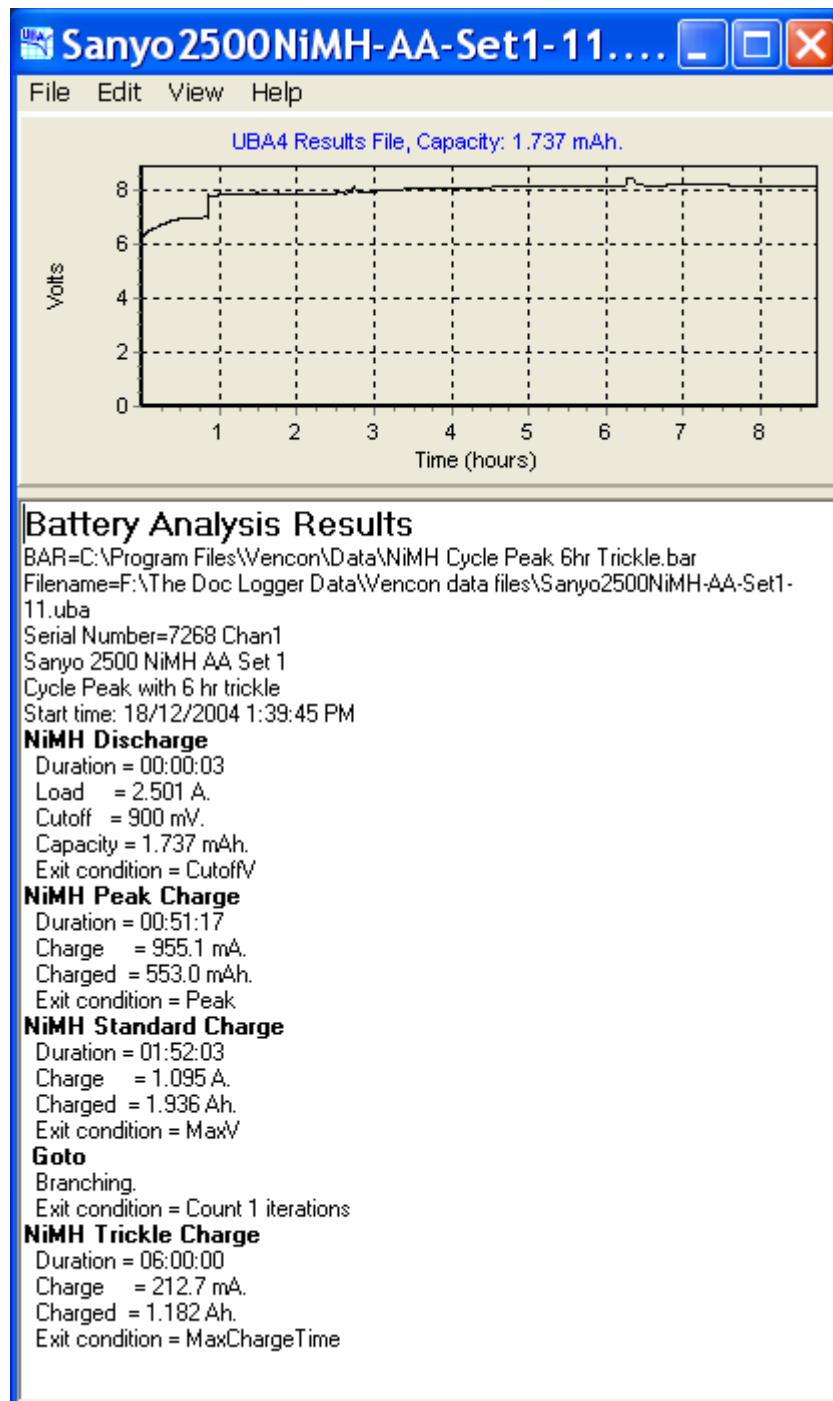 Sanyo2500NiMH-AA-Set1-11....
File Edit View Help
UBA4 Results File, Capacity: 1.737 mAh.
Volts
8
6
4
2
0
1 2 3 4 5 6 7 8
Time (hours)
Battery Analysis Results
BAR=C:\Program Files\Vencon\Data\NiMH Cycle Peak 6hr Trickle.bar
Filename=F:\The Doc Logger Data\Vencon data files\Sanyo2500NiMH-AA-Set1-
11.uba
Serial Number=7268 Chan1
Sanyo 2500 NiMH AA Set 1
Cycle Peak with 6 hr trickle
Start time: 18/12/2004 1:39:45 PM
NiMH Discharge
Duration = 00:00:03
Load = 2.501 A.
Cutoff = 900 mV.
Capacity = 1.737 mAh.
Exit condition = CutoffV
NiMH Peak Charge
Duration = 00:51:17
Charge = 955.1 mA.
Charged = 553.0 mAh.
Exit condition = Peak
NiMH Standard Charge
Duration = 01:52:03
Charge = 1.095 A.
Charged = 1.936 Ah.
Exit condition = MaxV
Goto
Branching.
Exit condition = Count 1 iterations
NiMH Trickle Charge
Duration = 06:00:00
Charge = 212.7 mA.
Charged = 1.182 Ah.
Exit condition = MaxChargeTime